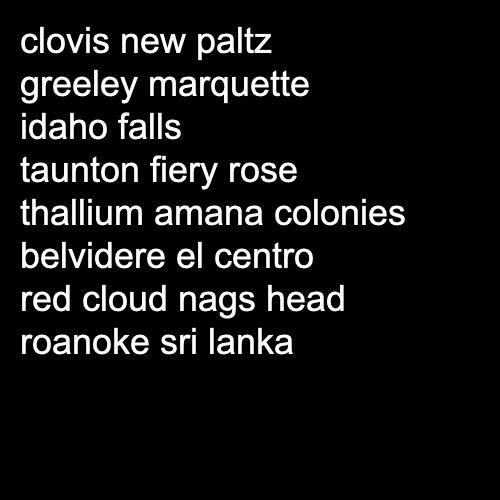 clovis new paltz
greeley marquette
idaho falls
taunton fiery rose
thallium amana colonies
belvidere el centro
red cloud nags head
roanoke sri lanka